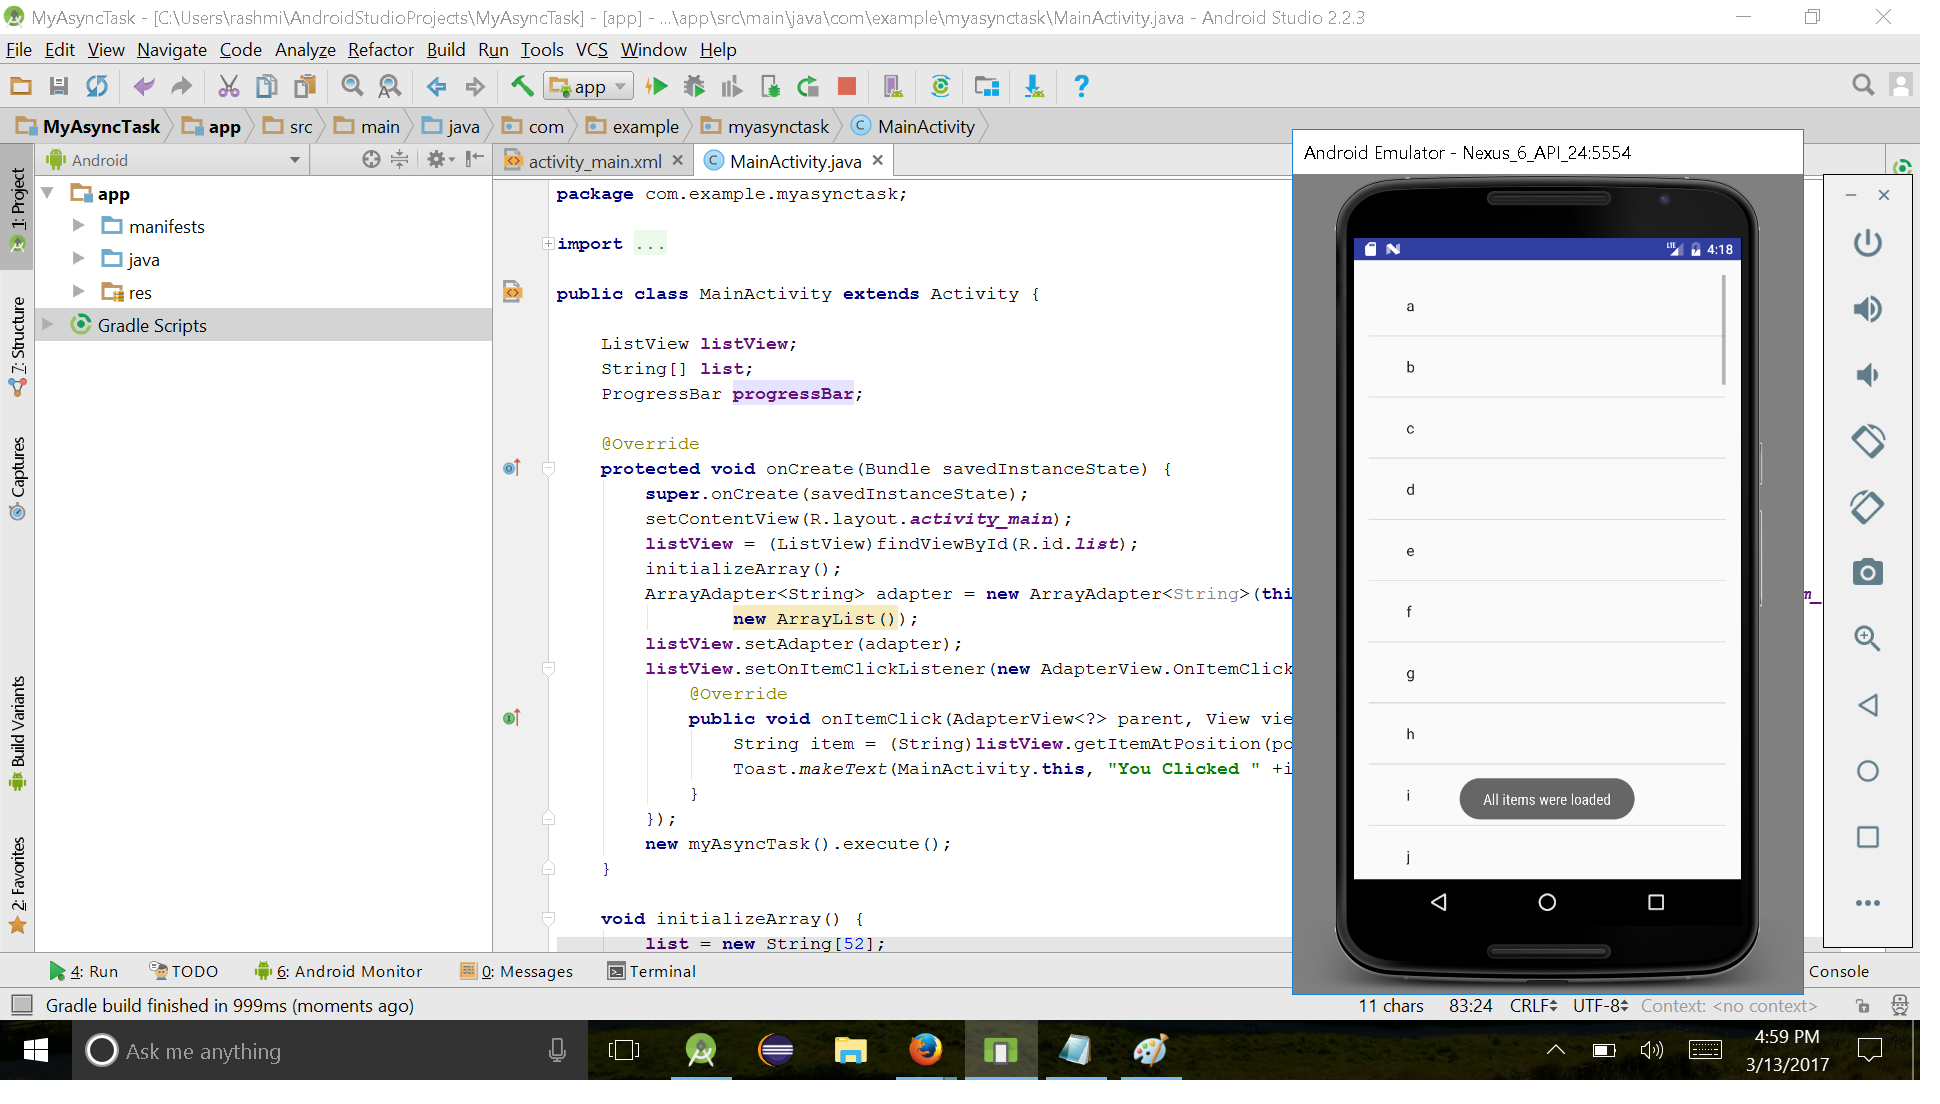 MyAsyncTask - [C:\Users\rashmi\AndroidStudioProjects\MyAsyncTask] - [app] - ...\app\src\main\java\com\example\myasynctask\MainActivity.java - Android Studio 2.2.3
File Edit View Navigate Code Analyze Refactor Build Run Tools VCS Window Help
app
MyAsyncTask app src main java com example myasynctask MainActivity
Android
activity_main.xml MainActivity.java
1: Project
7: Structure
Captures
Build Variants
2: Favorites
app
manifests
java
res
Gradle Scripts
package com.example.myasynctask;
import ...
public class MainActivity extends Activity {
ListView listView;
String[] list;
ProgressBar progressBar;
@Override
protected void onCreate(Bundle savedInstanceState) {
super.onCreate(savedInstanceState);
setContentView(R.layout.activity_main);
listView = (ListView)findViewById(R.id.list);
initializeArray();
ArrayAdapter<String> adapter = new ArrayAdapter<String>(thi
m_
new ArrayList());
listView.setAdapter(adapter);
listView.setOnItemClickListener(new AdapterView.OnItemClick
@Override
public void onItemClick(AdapterView<?> parent, View vie
String item = (String)listView.getItemAtPosition(po
Toast.makeText(MainActivity.this, "You Clicked " +i
}
});
new myAsyncTask().execute();
}
void initializeArray() {
list = new String[52];
Android Emulator - Nexus_6_API_24:5554
LTE 4:18
a
b
c
d
e
f
g
h
i
All items were loaded
j
4: Run TODO 6: Android Monitor 0: Messages Terminal
Console
Gradle build finished in 999ms (moments ago)
11 chars 83:24 CRLF UTF-8 Context: <no context>
Ask me anything
4:59 PM
3/13/2017